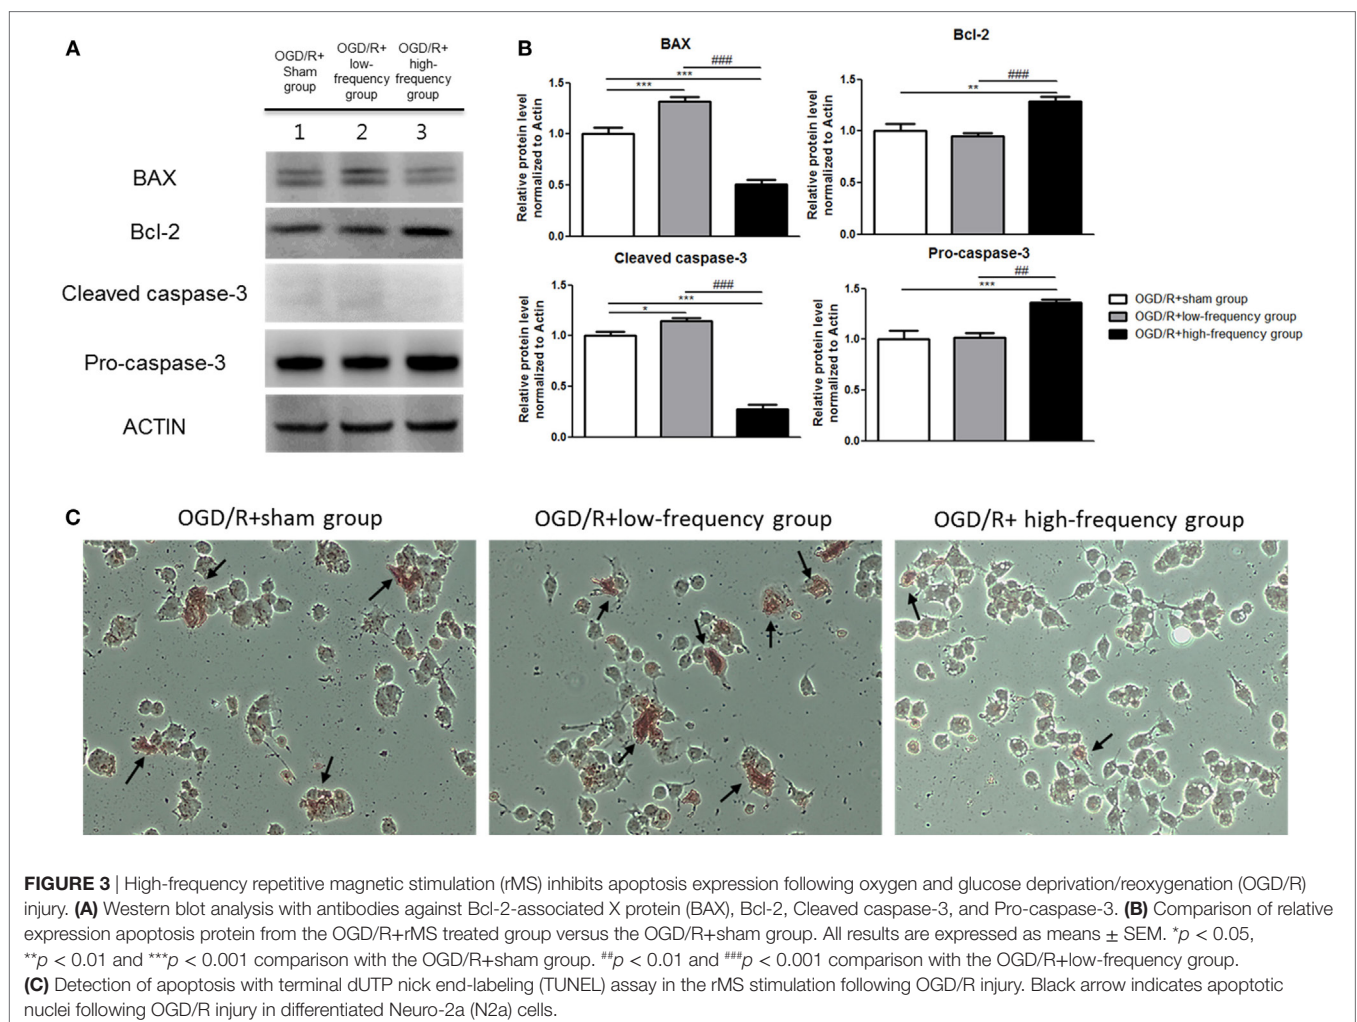 A
OGD/R+
Sham
group
OGD/R+
low-
frequency
group
OGD/R+
high-
frequency
group
1 2 3
BAX
Bcl-2
Cleaved caspase-3
Pro-caspase-3
ACTIN
B
BAX
Relative protein level
normalized to Actin
1.5
1.0
0.5
0.0
###
***
***
Bcl-2
Relative protein level
normalized to Actin
1.5
1.0
0.5
0.0
###
**
Cleaved caspase-3
Relative protein level
normalized to Actin
1.5
1.0
0.5
0.0
###
***
*
Pro-caspase-3
Relative protein level
normalized to Actin
1.5
1.0
0.5
0.0
##
***
OGD/R+sham group
OGD/R+low-frequency group
OGD/R+high-frequency group
C
OGD/R+sham group
OGD/R+low-frequency group
OGD/R+ high-frequency group
FIGURE 3 | High-frequency repetitive magnetic stimulation (rMS) inhibits apoptosis expression following oxygen and glucose deprivation/reoxygenation (OGD/R)
injury. (A) Western blot analysis with antibodies against Bcl-2-associated X protein (BAX), Bcl-2, Cleaved caspase-3, and Pro-caspase-3. (B) Comparison of relative
expression apoptosis protein from the OGD/R+rMS treated group versus the OGD/R+sham group. All results are expressed as means ± SEM. *p < 0.05,
**p < 0.01 and ***p < 0.001 comparison with the OGD/R+sham group. ##p < 0.01 and ###p < 0.001 comparison with the OGD/R+low-frequency group.
(C) Detection of apoptosis with terminal dUTP nick end-labeling (TUNEL) assay in the rMS stimulation following OGD/R injury. Black arrow indicates apoptotic
nuclei following OGD/R injury in differentiated Neuro-2a (N2a) cells.